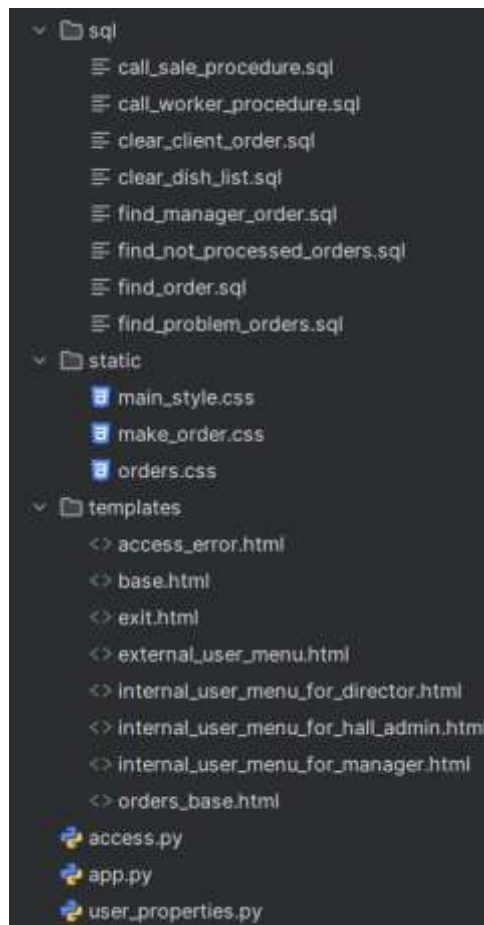 sql
call_sale_procedure.sql
call_worker_procedure.sql
clear_client_order.sql
clear_dish_list.sql
find_manager_order.sql
find_not_processed_orders.sql
find_order.sql
find_problem_orders.sql
static
main_style.css
make_order.css
orders.css
templates
access_error.html
base.html
exit.html
external_user_menu.html
internal_user_menu_for_director.html
internal_user_menu_for_hall_admin.html
internal_user_menu_for_manager.html
orders_base.html
access.py
app.py
user_properties.py